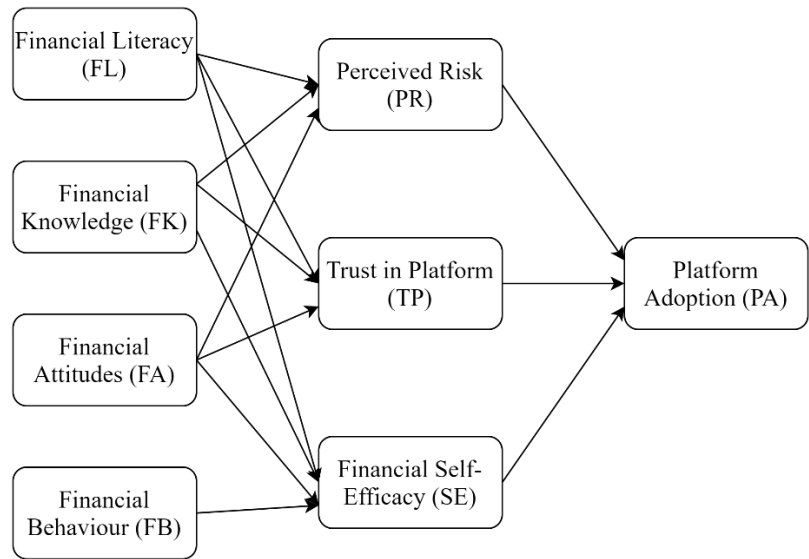 Financial Literacy
(FL)
Financial
Knowledge (FK)
Financial
Attitudes (FA)
Financial
Behaviour (FB)
Perceived Risk
(PR)
Trust in Platform
(TP)
Financial Self-
Efficacy (SE)
Platform
Adoption (PA)